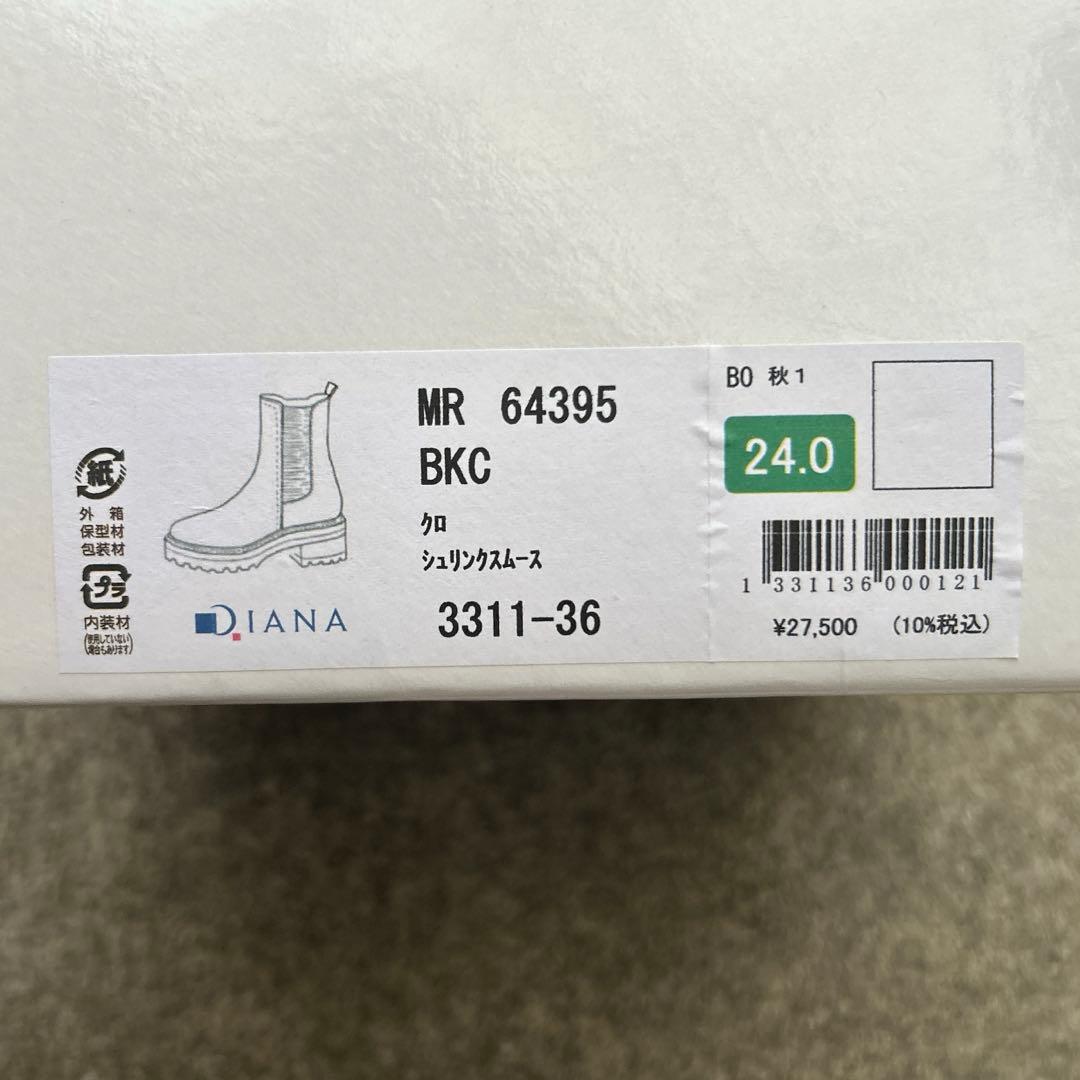 紙
外 箱
保型材
包装材
プラ
内装材
(使用していない
場合もあります)
DIANA
MR 64395
BKC
クロ
シュリンクスムース
3311-36
BO 秋1
24.0
1 331136 000121
¥27,500 (10%税込)